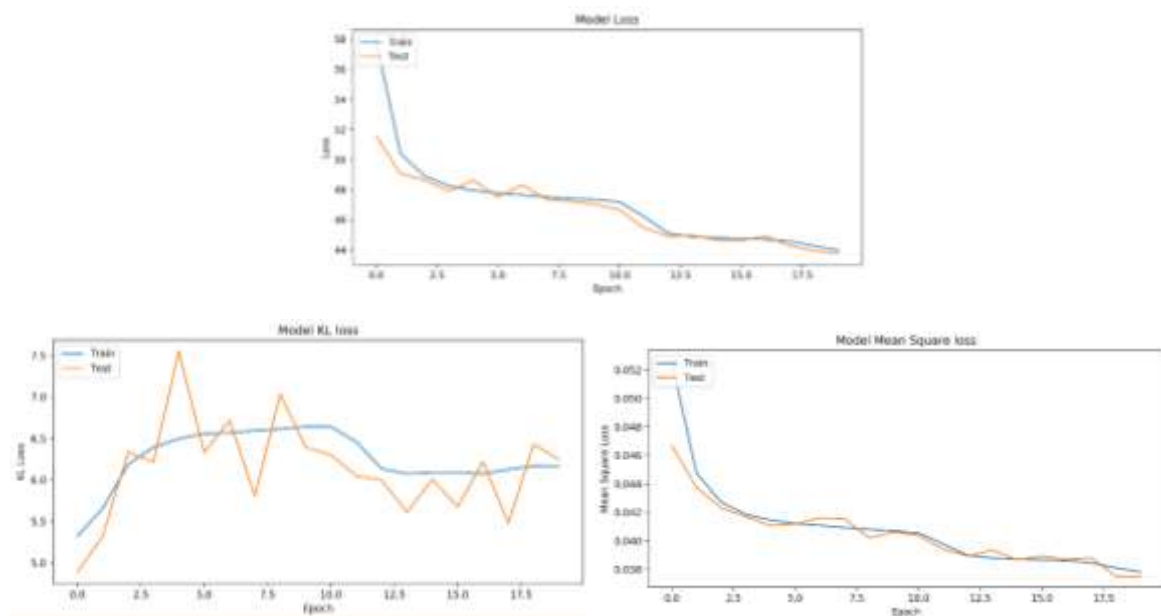 Model Loss
58
56
54
52
50
48
46
44
Loss
Train
Test
0.0 2.5 5.0 7.5 10.0 12.5 15.0 17.5
Epoch
Model KL loss
7.5
7.0
6.5
6.0
5.5
5.0
KL Loss
Train
Test
0.0 2.5 5.0 7.5 10.0 12.5 15.0 17.5
Epoch
Model Mean Square loss
0.052
0.050
0.048
0.046
0.044
0.042
0.040
0.038
Mean Square Loss
Train
Test
0.0 2.5 5.0 7.5 10.0 12.5 15.0 17.5
Epoch